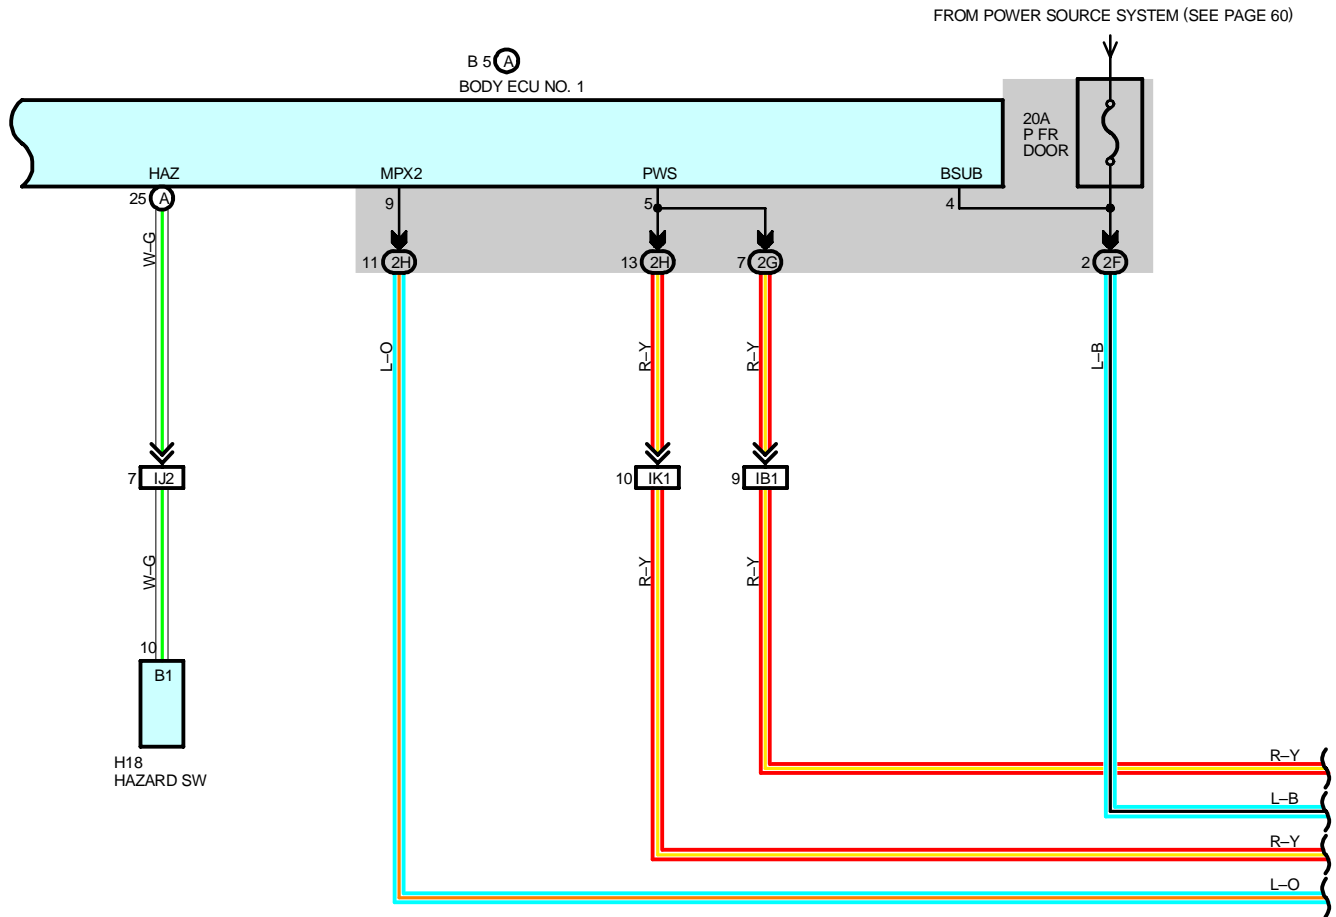 FROM POWER SOURCE SYSTEM (SEE PAGE 60)
B 5 A
BODY ECU NO. 1
20A
P FR
DOOR
HAZ MPX2 PWS BSUB
25 A 9 5 4
11 2H 13 2H 7 2G 2 2F
W–G
L–O R–Y R–Y L–B
7 IJ2 10 IK1 9 IB1
W–G R–Y R–Y
10
B1
H18
HAZARD SW
R–Y
L–B
R–Y
L–O